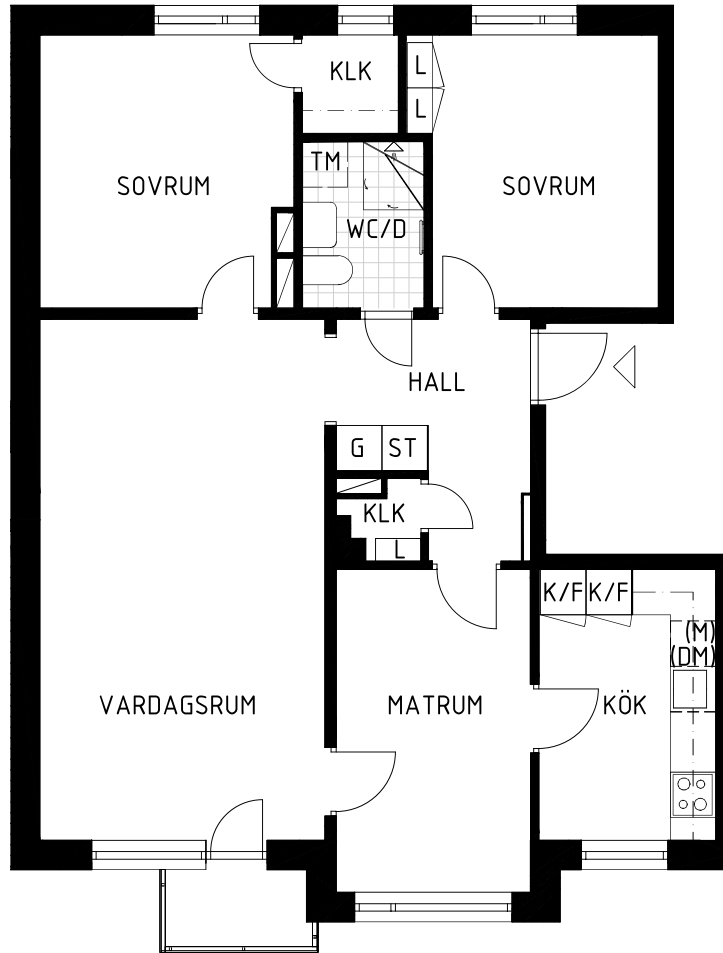 KLK
L
L
TM
SOVRUM
SOVRUM
WC/D
HALL
G
ST
KLK
L
K/F
K/F
(M)
(DM)
VARDAGSRUM
MATRUM
KÖK